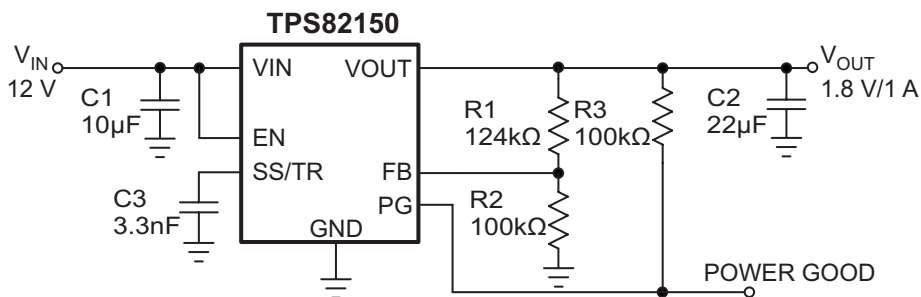 TPS82150
VIN
12 V
C1
10µF
VIN
EN
SS/TR
C3
3.3nF
GND
VOUT
FB
PG
R1
124kΩ
R2
100kΩ
R3
100kΩ
C2
22µF
VOUT
1.8 V/1 A
POWER GOOD